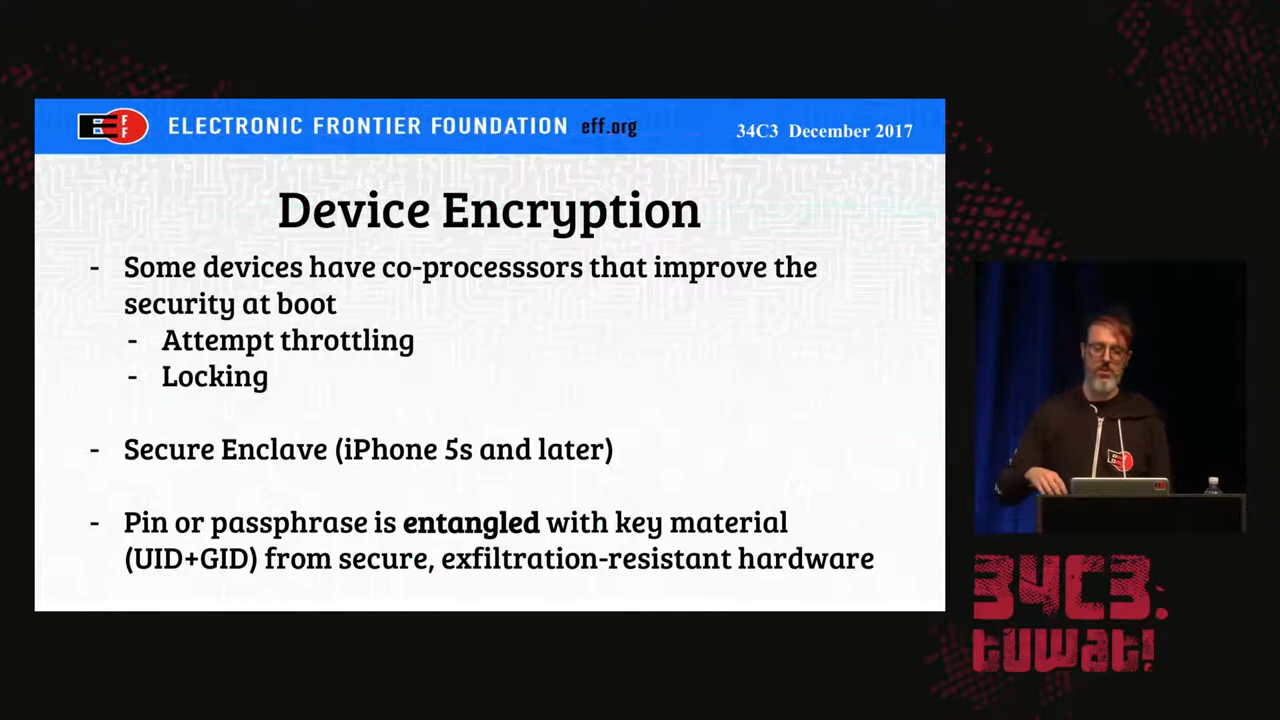 E F F ELECTRONIC FRONTIER FOUNDATION eff.org
34C3 December 2017
Device Encryption
- Some devices have co-processsors that improve the
security at boot
- Attempt throttling
- Locking
- Secure Enclave (iPhone 5s and later)
- Pin or passphrase is entangled with key material
(UID+GID) from secure, exfiltration-resistant hardware
34C3.
tuwat!